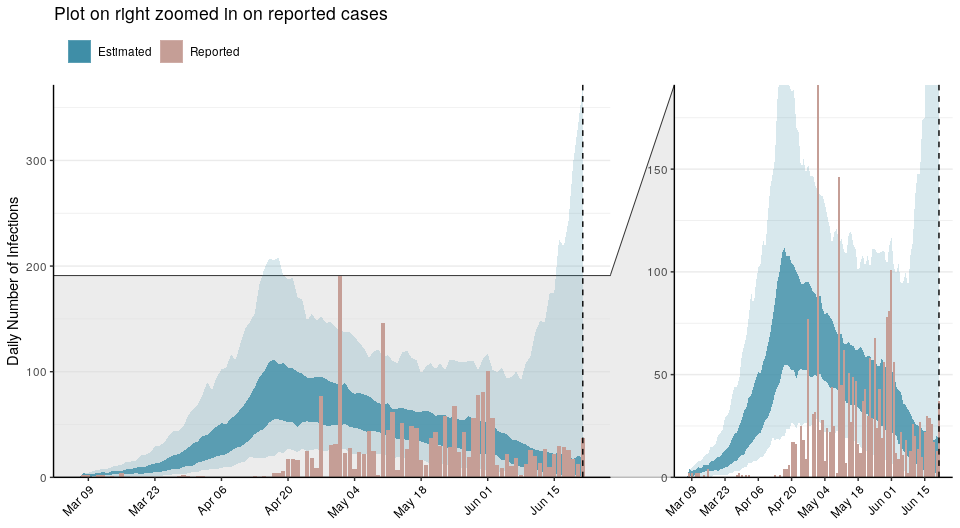 Plot on right zoomed in on reported cases
Estimated
Reported
Daily Number of Infections
300
200
100
0
Mar 09
Mar 23
Apr 06
Apr 20
May 04
May 18
Jun 01
Jun 15
150
100
50
0
Mar 09
Mar 23
Apr 06
Apr 20
May 04
May 18
Jun 01
Jun 15